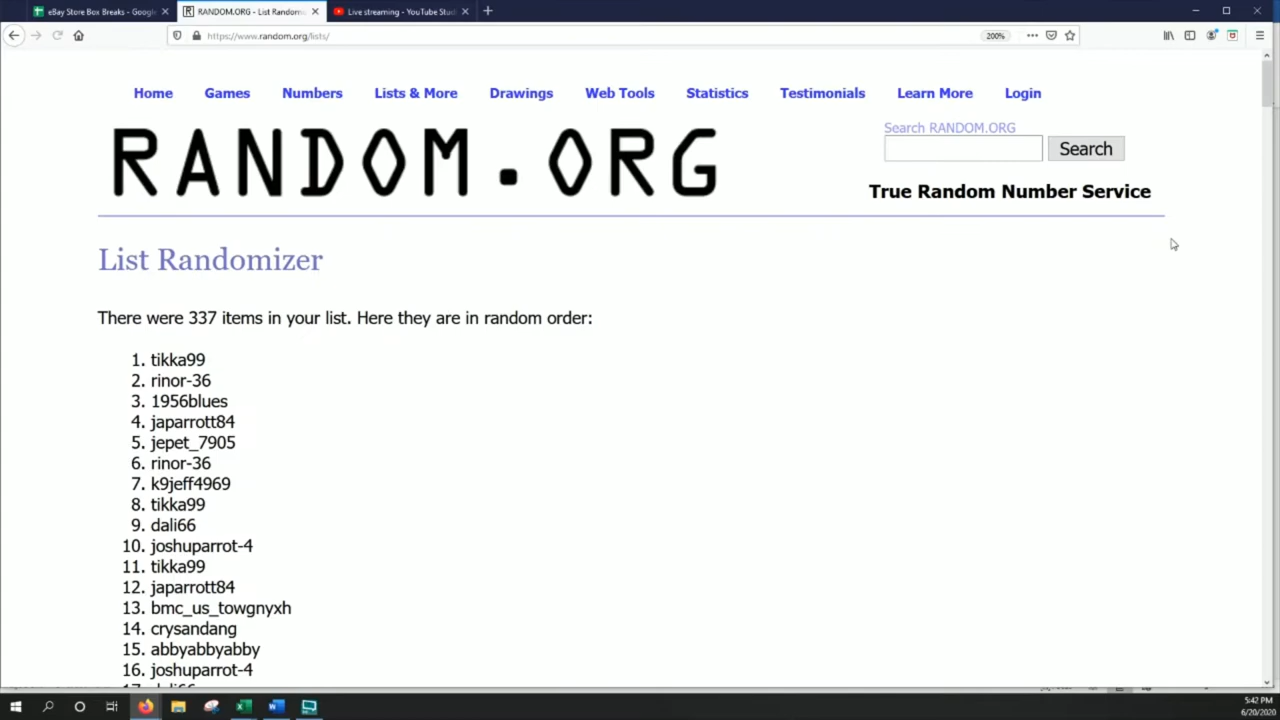 eBay Store Box Breaks - Google
RANDOM.ORG - List Randomi
Live streaming - YouTube Stud
https://www.random.org/lists/
200%
Home Games Numbers Lists & More Drawings Web Tools Statistics Testimonials Learn More Login
RANDOM.ORG
Search RANDOM.ORG
Search
True Random Number Service
List Randomizer
There were 337 items in your list. Here they are in random order:
1. tikka99
2. rinor-36
3. 1956blues
4. japarrott84
5. jepet_7905
6. rinor-36
7. k9jeff4969
8. tikka99
9. dali66
10. joshuparrot-4
11. tikka99
12. japarrott84
13. bmc_us_towgnyxh
14. crysandang
15. abbyabbyabby
16. joshuparrot-4
17. dali66
5:42 PM
6/20/2020